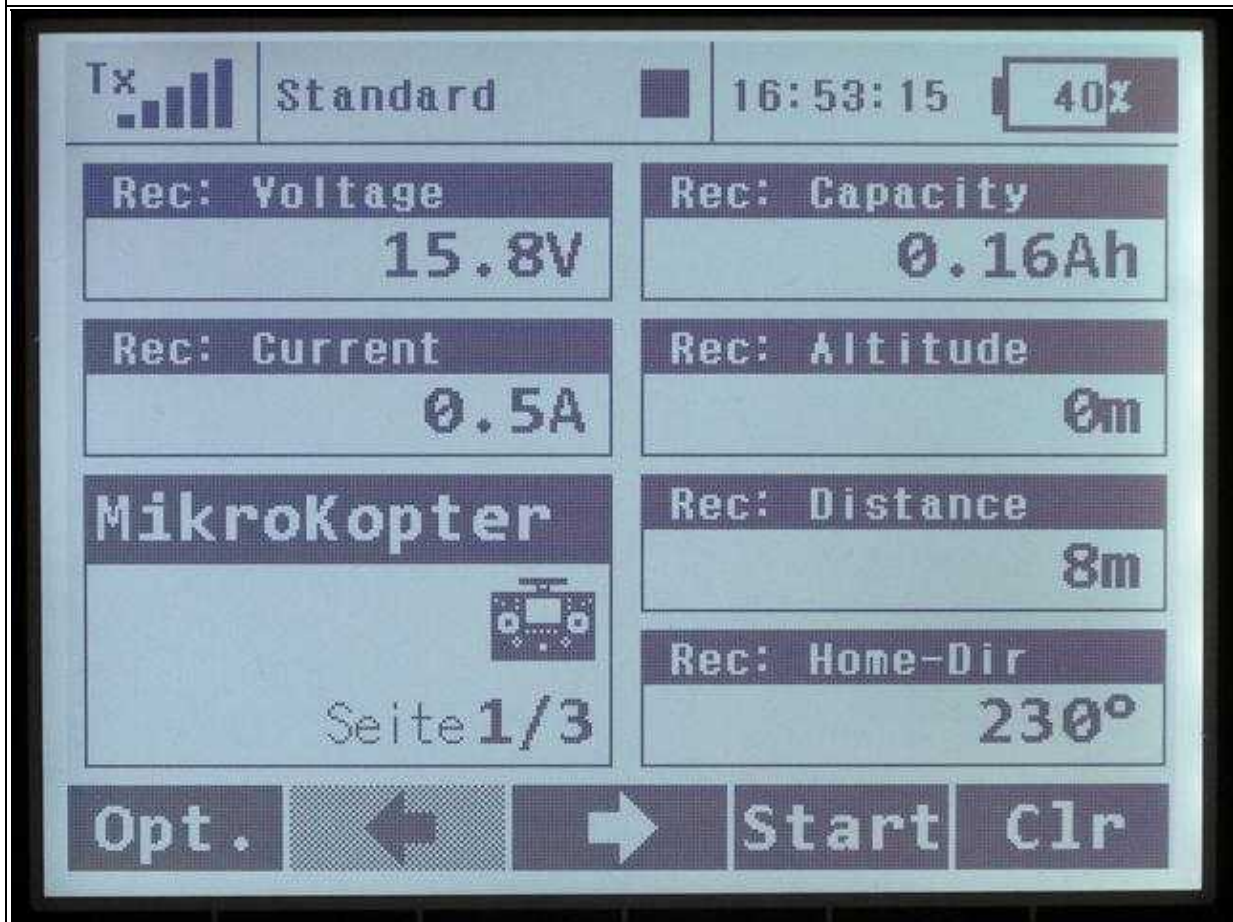 Tx Standard 16:53:15 40%
Rec: Voltage
15.8V
Rec: Capacity
0.16Ah
Rec: Current
0.5A
Rec: Altitude
0m
MikroKopter
Seite 1/3
Rec: Distance
8m
Rec: Home-Dir
230°
Opt. Start Clr